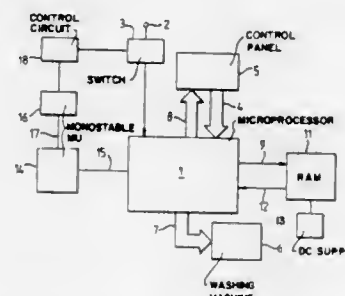 CONTROL
CIRCUIT
3
2
CONTROL
PANEL
18
SWITCH
5
16
8
4
MICROPROCESSOR
17
MONOSTABLE
MU
11
14
15
1
9
RAM
12
13
7
6
DC SUPP
WASHING